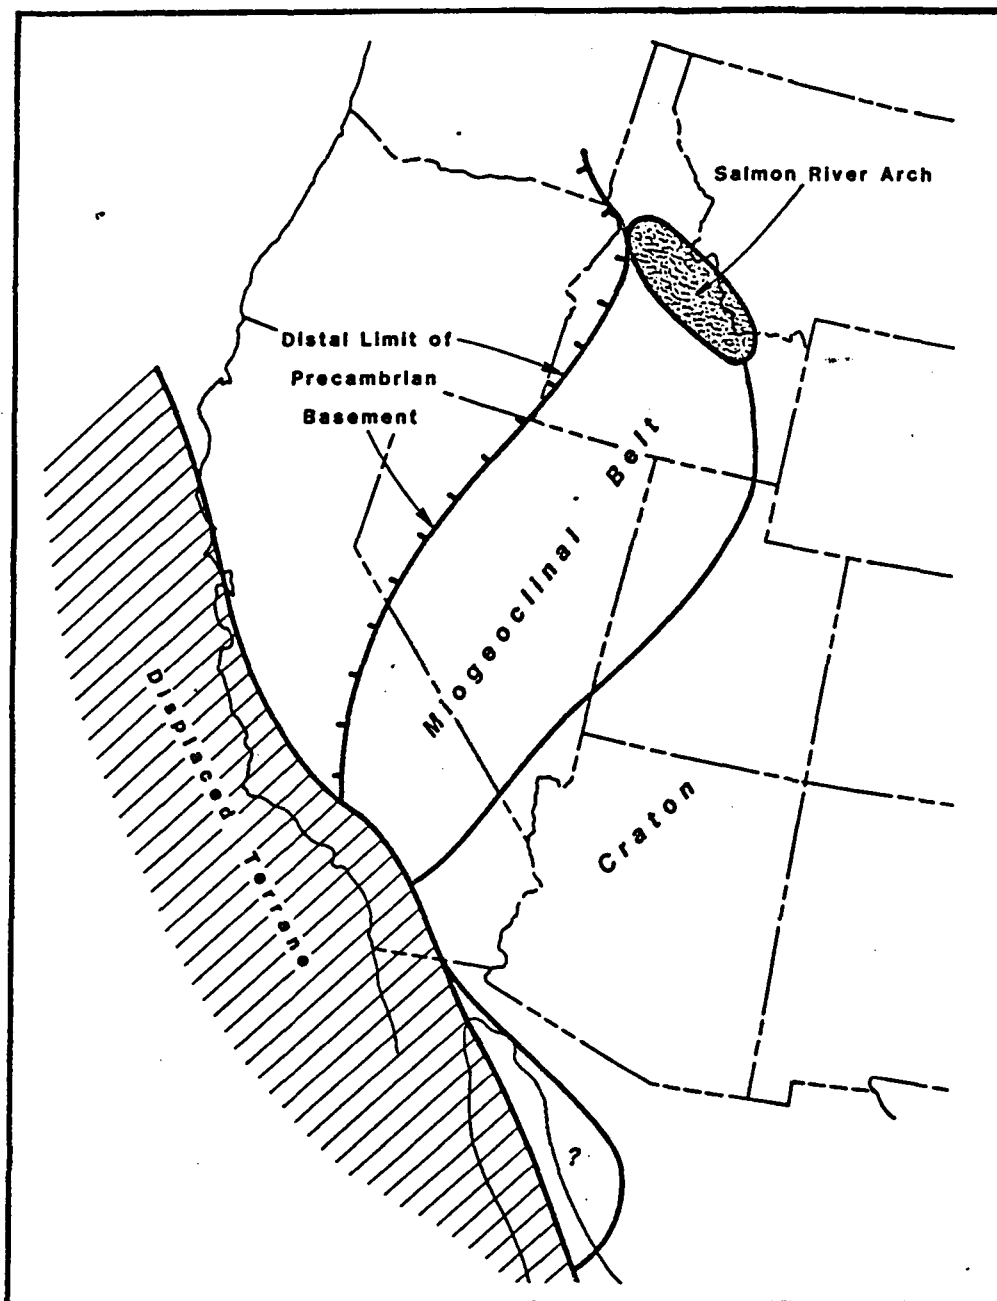 Salmon River Arch
Distal Limit of
Precambrian
Basement
Miogeoclinal Belt
Displaced Terrane
Craton
?